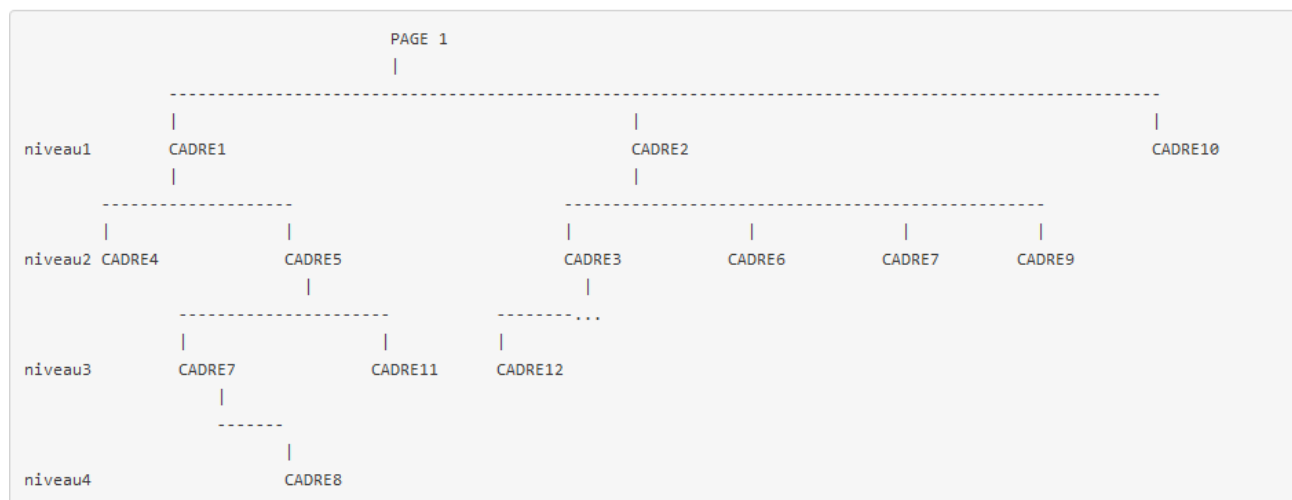 PAGE 1
niveau1 CADRE1 CADRE2 CADRE10
niveau2 CADRE4 CADRE5 CADRE3 CADRE6 CADRE7 CADRE9
--------...
niveau3 CADRE7 CADRE11 CADRE12
niveau4 CADRE8